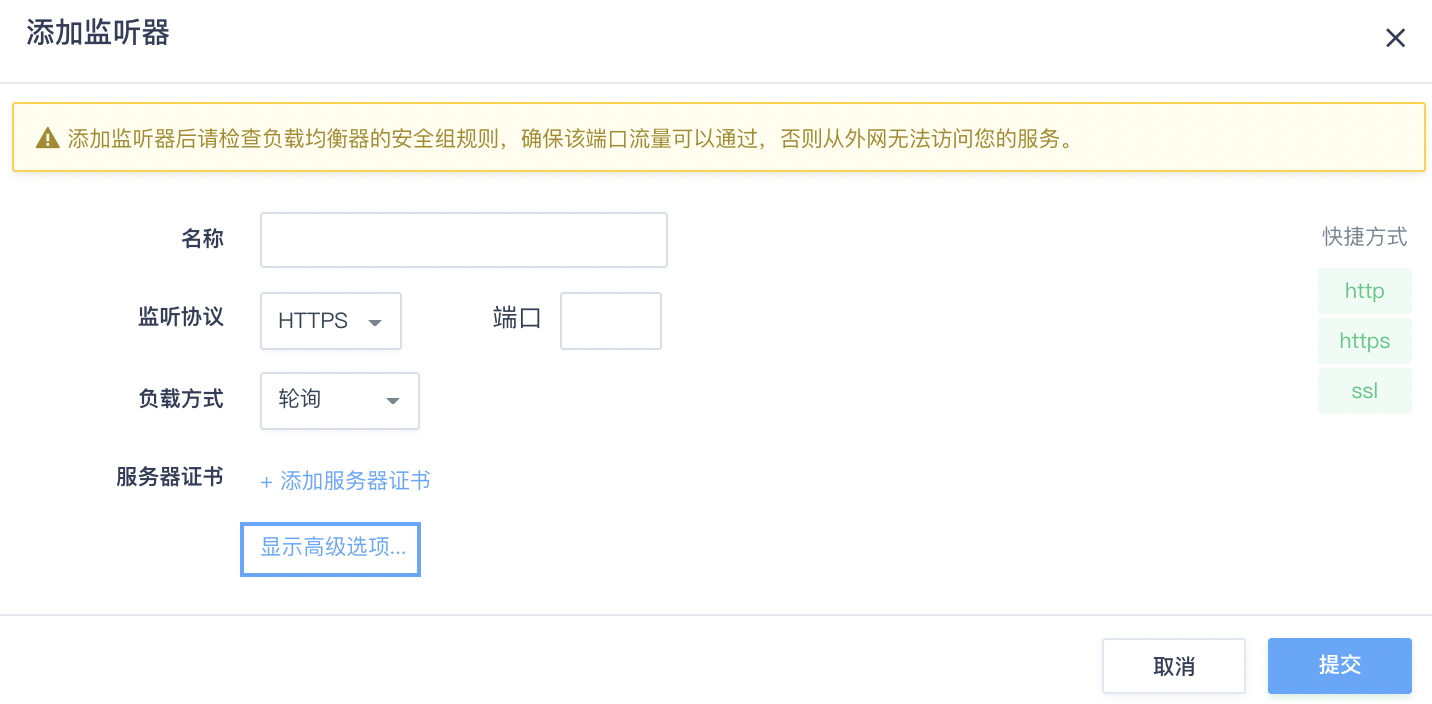 添加监听器
添加监听器后请检查负载均衡器的安全组规则，确保该端口流量可以通过，否则从外网无法访问您的服务。
名称
快捷方式
http
监听协议 HTTPS 端口
https
负载方式 轮询
ssl
服务器证书 + 添加服务器证书
显示高级选项...
取消 提交